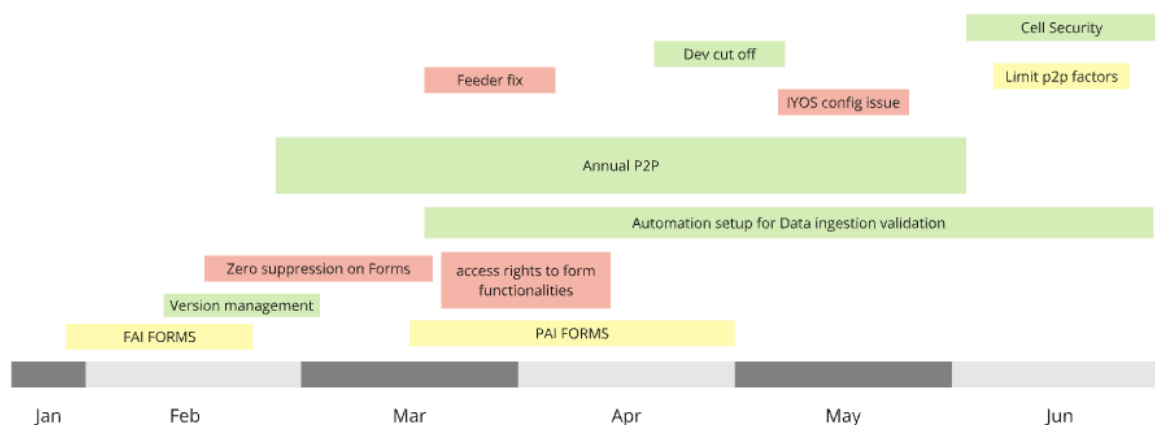 Cell Security
Dev cut off
Feeder fix
Limit p2p factors
IYOS config issue
Annual P2P
Automation setup for Data ingestion validation
Zero suppression on Forms
access rights to form
functionalities
Version management
FAI FORMS
PAI FORMS
Jan
Feb
Mar
Apr
May
Jun